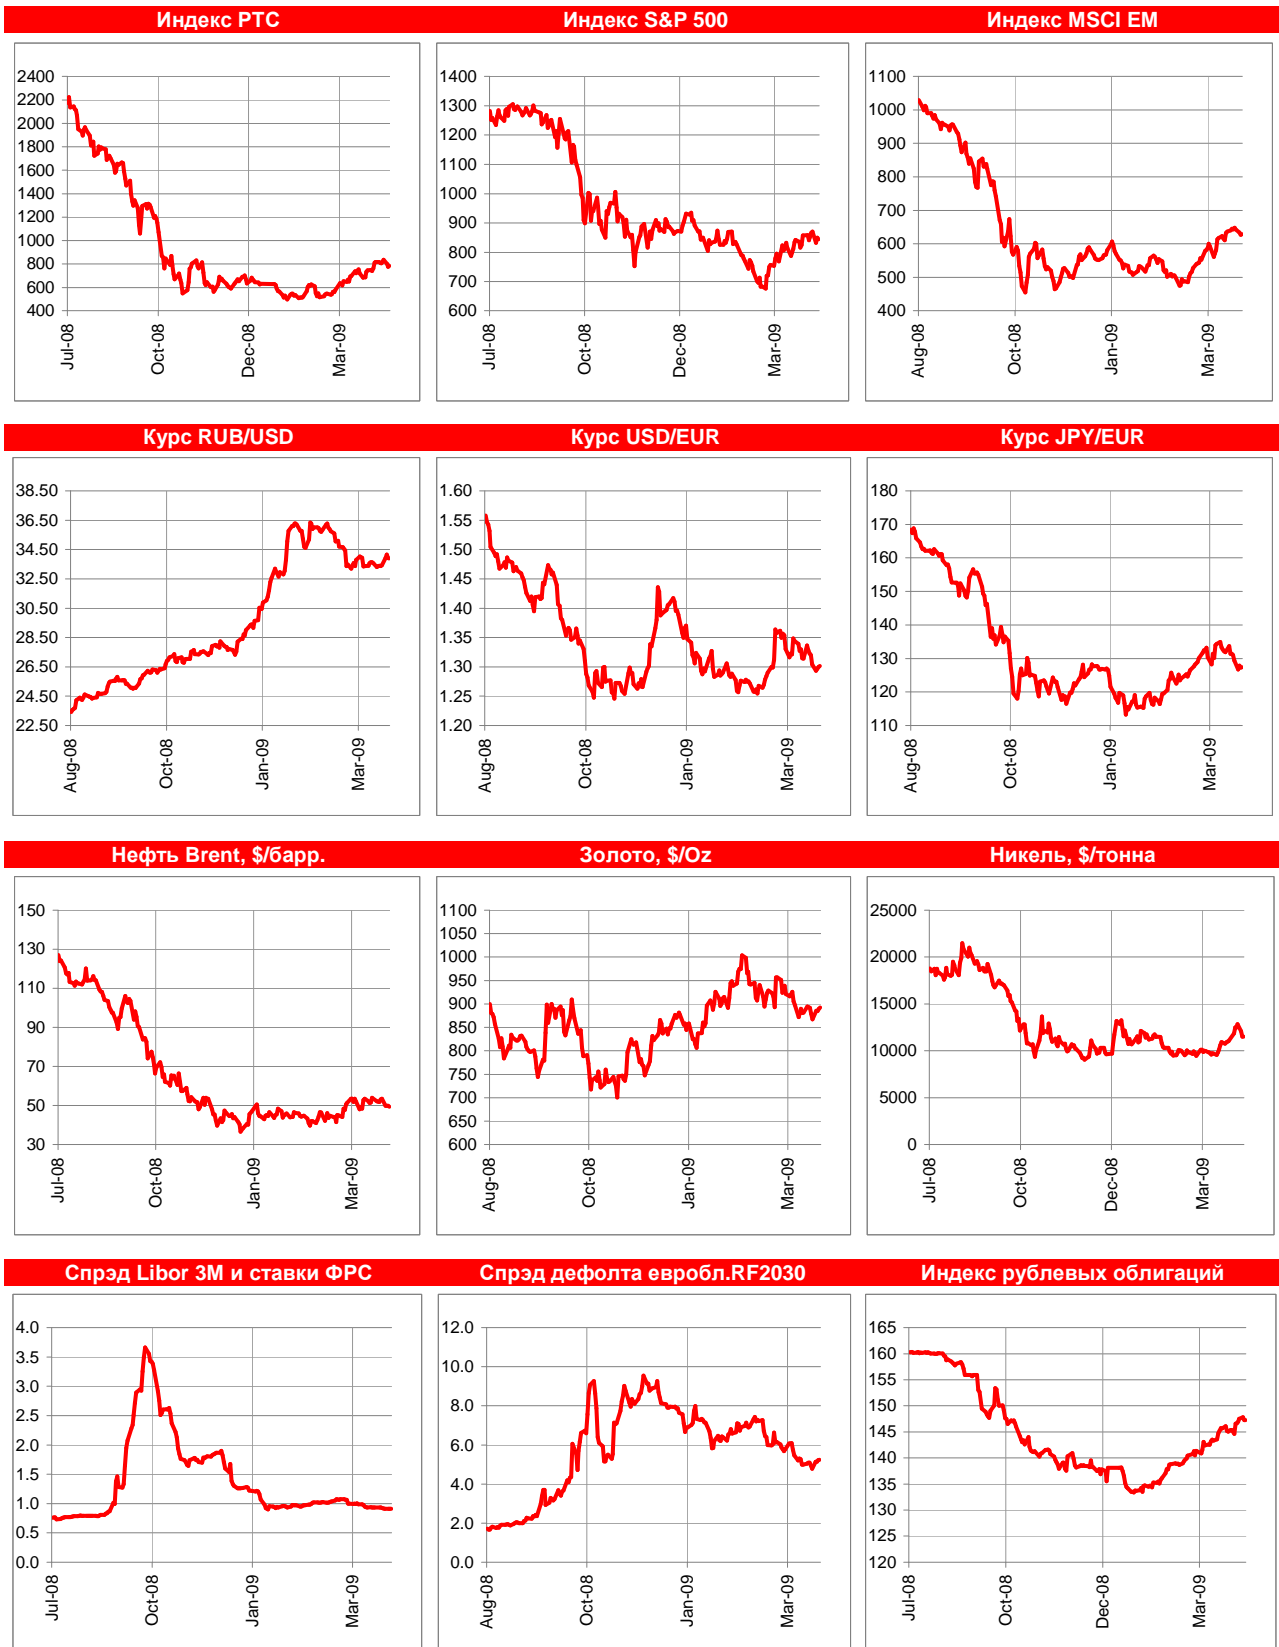 Индекс РТС
Индекс S&P 500
Индекс MSCI EM
2400
2200
2000
1800
1600
1400
1200
1000
800
600
400
Jul-08
Oct-08
Dec-08
Mar-09
1400
1300
1200
1100
1000
900
800
700
600
Jul-08
Oct-08
Dec-08
Mar-09
1100
1000
900
800
700
600
500
400
Aug-08
Oct-08
Jan-09
Mar-09
Курс RUB/USD
Курс USD/EUR
Курс JPY/EUR
38.50
36.50
34.50
32.50
30.50
28.50
26.50
24.50
22.50
Aug-08
Oct-08
Jan-09
Mar-09
1.60
1.55
1.50
1.45
1.40
1.35
1.30
1.25
1.20
Aug-08
Oct-08
Jan-09
Mar-09
180
170
160
150
140
130
120
110
Aug-08
Oct-08
Jan-09
Mar-09
Нефть Brent, $/барр.
Золото, $/Oz
Никель, $/тонна
150
130
110
90
70
50
30
Jul-08
Oct-08
Jan-09
Mar-09
1100
1050
1000
950
900
850
800
750
700
650
600
Aug-08
Oct-08
Jan-09
Mar-09
25000
20000
15000
10000
5000
0
Jul-08
Oct-08
Dec-08
Mar-09
Спрэд Libor 3M и ставки ФРС
Спрэд дефолта евробл.RF2030
Индекс рублевых облигаций
4.0
3.5
3.0
2.5
2.0
1.5
1.0
0.5
0.0
Jul-08
Oct-08
Jan-09
Mar-09
12.0
10.0
8.0
6.0
4.0
2.0
0.0
Aug-08
Oct-08
Jan-09
Mar-09
165
160
155
150
145
140
135
130
125
120
Jul-08
Oct-08
Dec-08
Mar-09